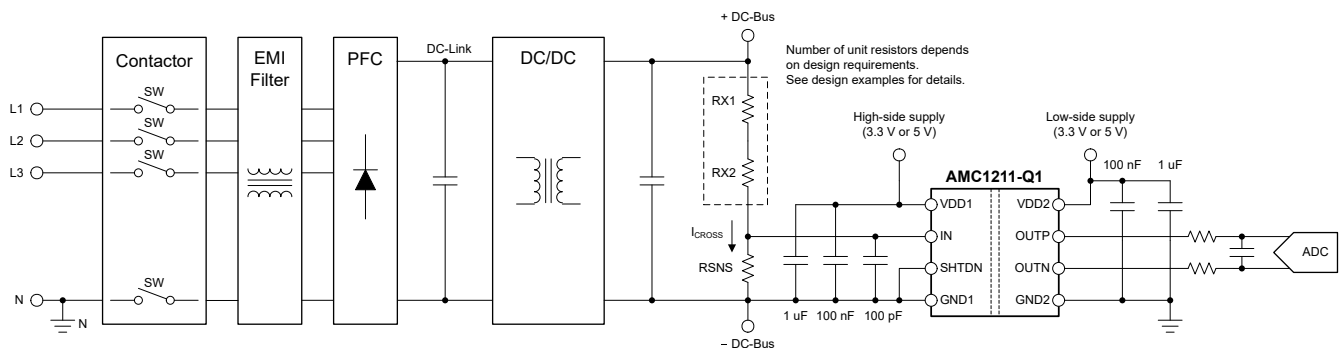 + DC-Bus
Contactor
EMI
Filter
PFC
DC-Link
DC/DC
Number of unit resistors depends
on design requirements.
See design examples for details.
SW
L1
SW
L2
SW
L3
RX1
RX2
High-side supply
(3.3 V or 5 V)
Low-side supply
(3.3 V or 5 V)
100 nF
1 uF
AMC1211-Q1
VDD1
VDD2
ICROSS
IN
OUTP
ADC
RSNS
SHTDN
OUTN
SW
N
N
GND1
GND2
1 uF
100 nF
100 pF
– DC-Bus